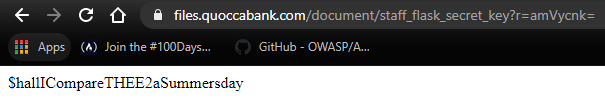 files.quoccabank.com/document/staff_flask_secret_key?r=amVycnk=
Apps Join the #100Days... GitHub - OWASP/A...
$hallICompareTHEE2aSummersday